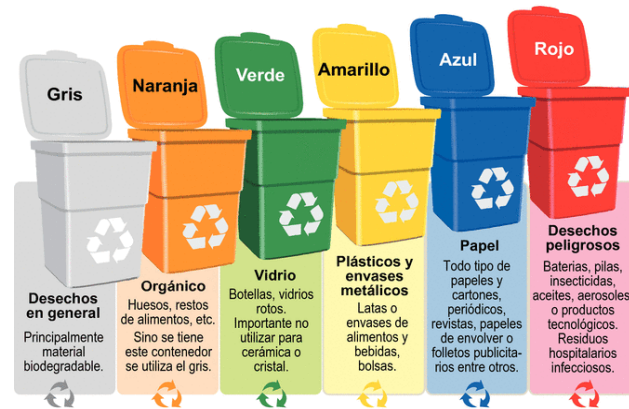 Gris
Naranja
Verde
Amarillo
Azul
Rojo
Desechos
en general
Principalmente
material
biodegradable.
Orgánico
Huesos, restos
de alimentos, etc.
Sino se tiene
este contenedor
se utiliza el gris.
Vidrio
Botellas, vidrios
rotos.
Importante no
utilizar para
cerámica o
cristal.
Plásticos y
envases
metálicos
Latas o
envases de
alimentos y
bebidas,
bolsas.
Papel
Todo tipo de
papeles y
cartones,
periódicos,
revistas, papeles
de envolver o
folletos publicita-
rios entre otros.
Desechos
peligrosos
Baterias, pilas,
insecticidas,
aceites, aerosoles
o productos
tecnológicos.
Residuos
hospitalarios
infecciosos.